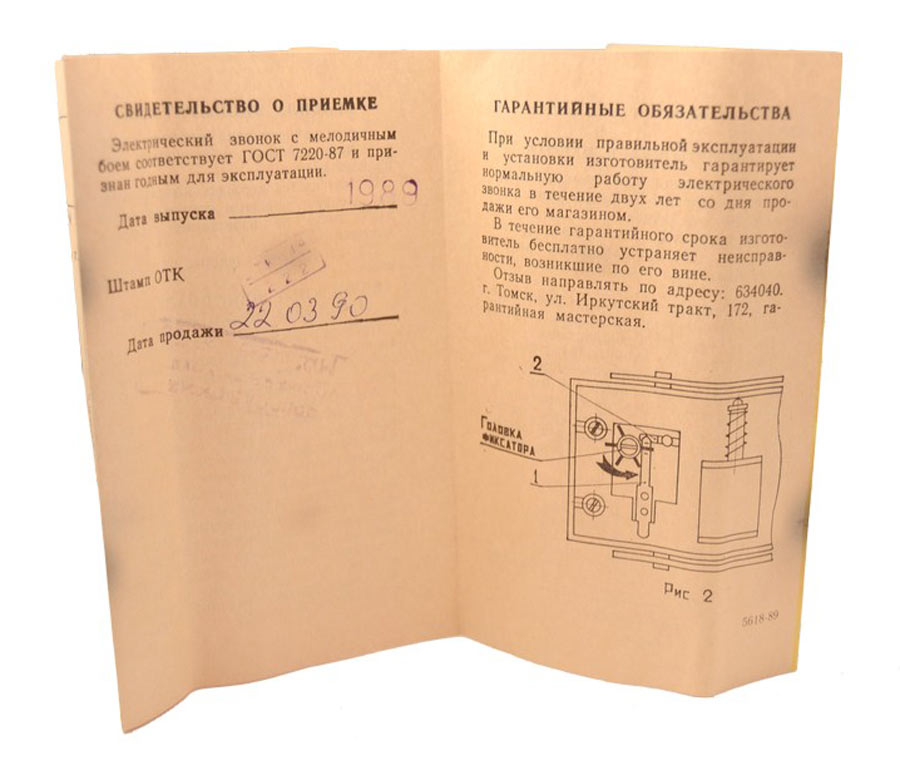 СВИДЕТЕЛЬСТВО О ПРИЕМКЕ
Электрический звонок с мелодичным
боем соответствует ГОСТ 7220-87 и при-
знан годным для эксплуатации.
1989
Дата выпуска
Штамп ОТК
22 03 90
Дата продажи
ГАРАНТИЙНЫЕ ОБЯЗАТЕЛЬСТВА
При условии правильной эксплуатации
и установки изготовитель гарантирует
нормальную работу электрического
звонка в течение двух лет со дня про-
дажи его магазином.
В течение гарантийного срока изгото-
витель бесплатно устраняет неисправ-
ности, возникшие по его вине.
Отзыв направлять по адресу: 634040.
г. Томск, ул. Иркутский тракт, 172, га-
рантийная мастерская.
2
Головка
фиксатора
1
Рис 2
5618-89